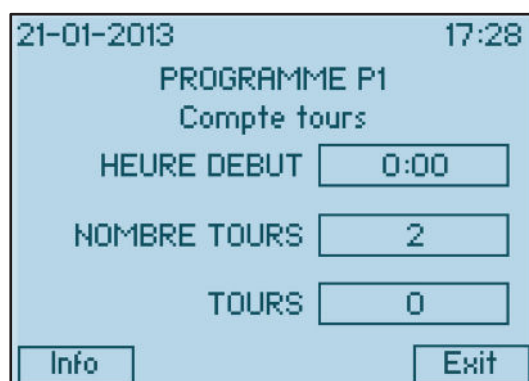 21-01-2013 17:28
PROGRAMME P1
Compte tours
HEURE DEBUT 0:00
NOMBRE TOURS 2
TOURS 0
Info Exit